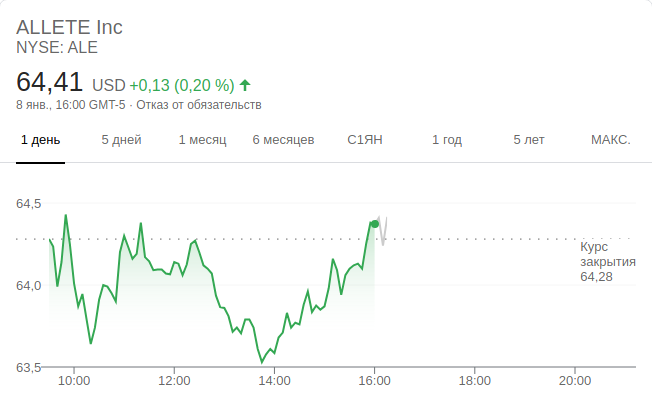 ALLETE Inc
NYSE: ALE
64,41 USD +0,13 (0,20 %)
8 янв., 16:00 GMT-5 · Отказ от обязательств
1 день 5 дней 1 месяц 6 месяцев С1ЯН 1 год 5 лет МАКС.
64,5
Курс
закрытия
64,28
64,0
63,5
10:00 12:00 14:00 16:00 18:00 20:00